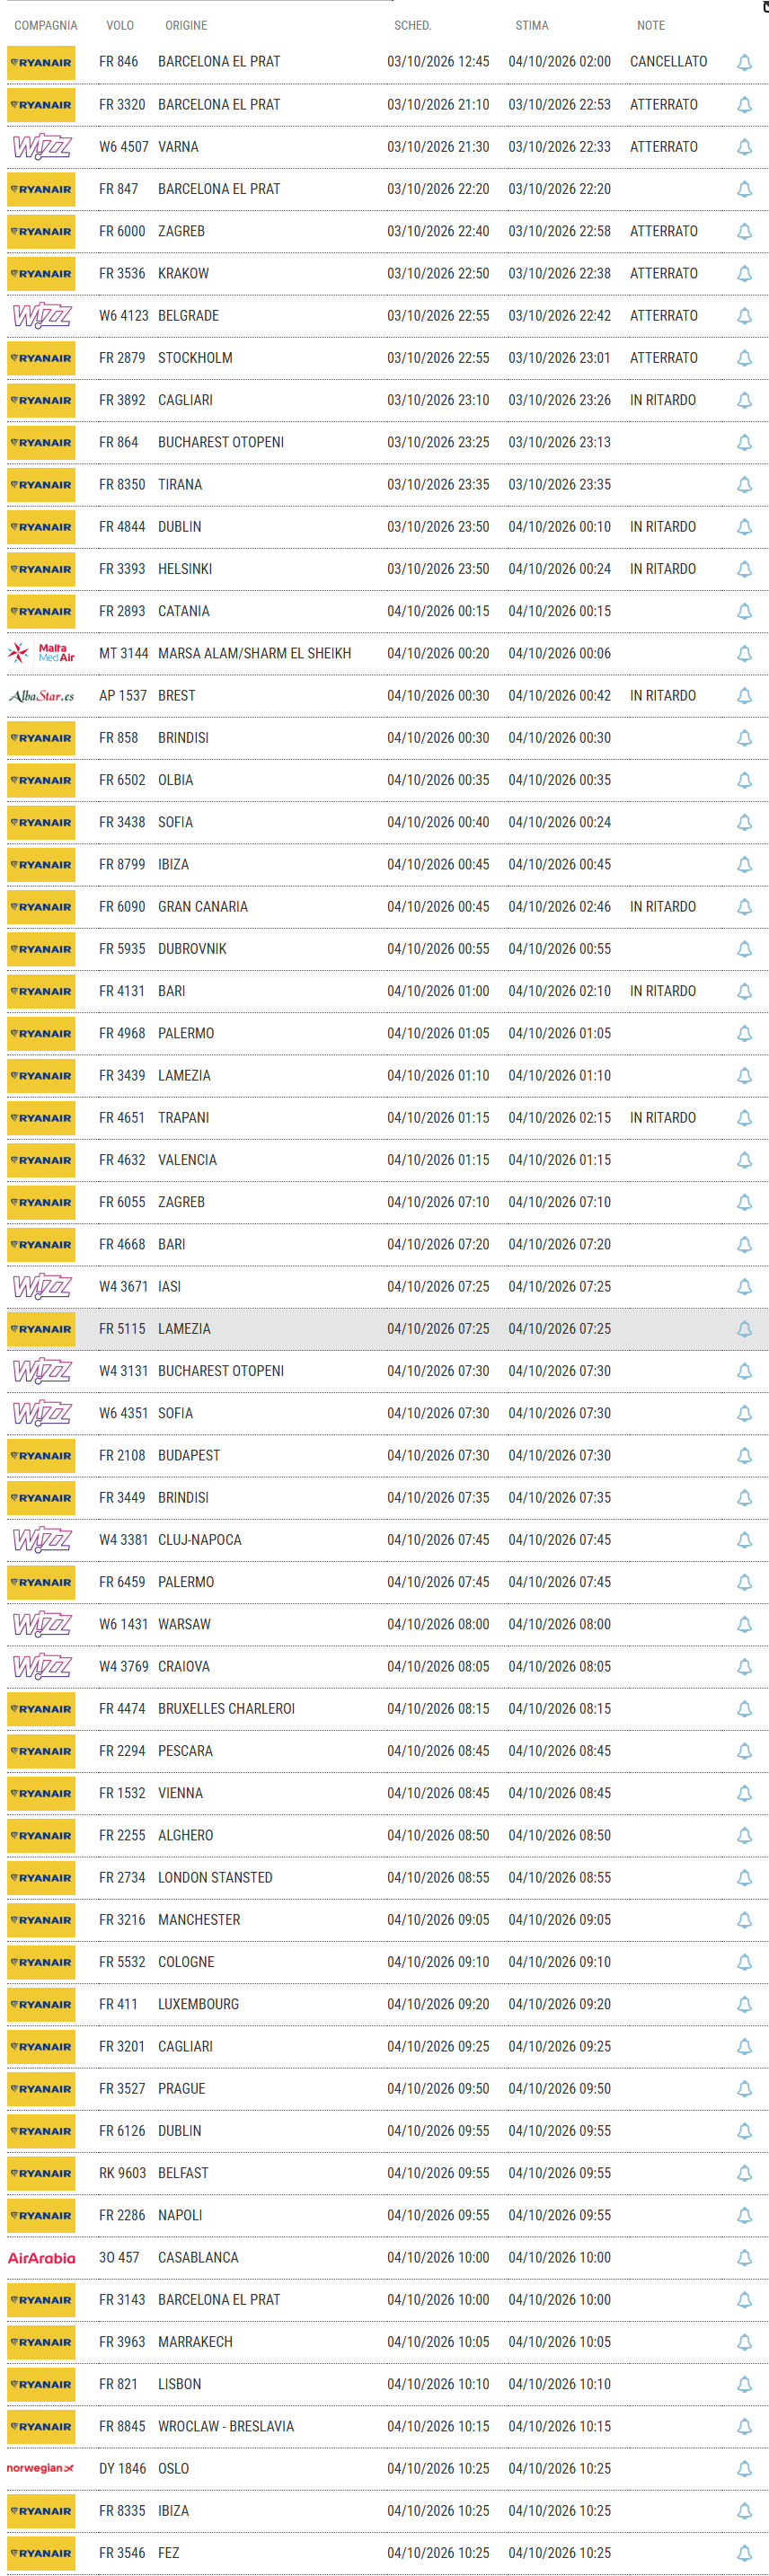 COMPAGNIA VOLO ORIGINE SCHED. STIMA NOTE
RYANAIR FR 846 BARCELONA EL PRAT 03/10/2026 12:45 04/10/2026 02:00 CANCELLATO
RYANAIR FR 3320 BARCELONA EL PRAT 03/10/2026 21:10 03/10/2026 22:53 ATTERRATO
WIZZ W6 4507 VARNA 03/10/2026 21:30 03/10/2026 22:33 ATTERRATO
RYANAIR FR 847 BARCELONA EL PRAT 03/10/2026 22:20 03/10/2026 22:20
RYANAIR FR 6000 ZAGREB 03/10/2026 22:40 03/10/2026 22:58 ATTERRATO
RYANAIR FR 3536 KRAKOW 03/10/2026 22:50 03/10/2026 22:38 ATTERRATO
WIZZ W6 4123 BELGRADE 03/10/2026 22:55 03/10/2026 22:42 ATTERRATO
RYANAIR FR 2879 STOCKHOLM 03/10/2026 22:55 03/10/2026 23:01 ATTERRATO
RYANAIR FR 3892 CAGLIARI 03/10/2026 23:10 03/10/2026 23:26 IN RITARDO
RYANAIR FR 864 BUCHAREST OTOPENI 03/10/2026 23:25 03/10/2026 23:13
RYANAIR FR 8350 TIRANA 03/10/2026 23:35 03/10/2026 23:35
RYANAIR FR 4844 DUBLIN 03/10/2026 23:50 04/10/2026 00:10 IN RITARDO
RYANAIR FR 3393 HELSINKI 03/10/2026 23:50 04/10/2026 00:24 IN RITARDO
RYANAIR FR 2893 CATANIA 04/10/2026 00:15 04/10/2026 00:15
Malta MedAir MT 3144 MARSA ALAM/SHARM EL SHEIKH 04/10/2026 00:20 04/10/2026 00:06
AlbaStar.es AP 1537 BREST 04/10/2026 00:30 04/10/2026 00:42 IN RITARDO
RYANAIR FR 858 BRINDISI 04/10/2026 00:30 04/10/2026 00:30
RYANAIR FR 6502 OLBIA 04/10/2026 00:35 04/10/2026 00:35
RYANAIR FR 3438 SOFIA 04/10/2026 00:40 04/10/2026 00:24
RYANAIR FR 8799 IBIZA 04/10/2026 00:45 04/10/2026 00:45
RYANAIR FR 6090 GRAN CANARIA 04/10/2026 00:45 04/10/2026 02:46 IN RITARDO
RYANAIR FR 5935 DUBROVNIK 04/10/2026 00:55 04/10/2026 00:55
RYANAIR FR 4131 BARI 04/10/2026 01:00 04/10/2026 02:10 IN RITARDO
RYANAIR FR 4968 PALERMO 04/10/2026 01:05 04/10/2026 01:05
RYANAIR FR 3439 LAMEZIA 04/10/2026 01:10 04/10/2026 01:10
RYANAIR FR 4651 TRAPANI 04/10/2026 01:15 04/10/2026 02:15 IN RITARDO
RYANAIR FR 4632 VALENCIA 04/10/2026 01:15 04/10/2026 01:15
RYANAIR FR 6055 ZAGREB 04/10/2026 07:10 04/10/2026 07:10
RYANAIR FR 4668 BARI 04/10/2026 07:20 04/10/2026 07:20
WIZZ W4 3671 IASI 04/10/2026 07:25 04/10/2026 07:25
RYANAIR FR 5115 LAMEZIA 04/10/2026 07:25 04/10/2026 07:25
WIZZ W4 3131 BUCHAREST OTOPENI 04/10/2026 07:30 04/10/2026 07:30
WIZZ W6 4351 SOFIA 04/10/2026 07:30 04/10/2026 07:30
RYANAIR FR 2108 BUDAPEST 04/10/2026 07:30 04/10/2026 07:30
RYANAIR FR 3449 BRINDISI 04/10/2026 07:35 04/10/2026 07:35
WIZZ W4 3381 CLUJ-NAPOCA 04/10/2026 07:45 04/10/2026 07:45
RYANAIR FR 6459 PALERMO 04/10/2026 07:45 04/10/2026 07:45
WIZZ W6 1431 WARSAW 04/10/2026 08:00 04/10/2026 08:00
WIZZ W4 3769 CRAIOVA 04/10/2026 08:05 04/10/2026 08:05
RYANAIR FR 4474 BRUXELLES CHARLEROI 04/10/2026 08:15 04/10/2026 08:15
RYANAIR FR 2294 PESCARA 04/10/2026 08:45 04/10/2026 08:45
RYANAIR FR 1532 VIENNA 04/10/2026 08:45 04/10/2026 08:45
RYANAIR FR 2255 ALGHERO 04/10/2026 08:50 04/10/2026 08:50
RYANAIR FR 2734 LONDON STANSTED 04/10/2026 08:55 04/10/2026 08:55
RYANAIR FR 3216 MANCHESTER 04/10/2026 09:05 04/10/2026 09:05
RYANAIR FR 5532 COLOGNE 04/10/2026 09:10 04/10/2026 09:10
RYANAIR FR 411 LUXEMBOURG 04/10/2026 09:20 04/10/2026 09:20
RYANAIR FR 3201 CAGLIARI 04/10/2026 09:25 04/10/2026 09:25
RYANAIR FR 3527 PRAGUE 04/10/2026 09:50 04/10/2026 09:50
RYANAIR FR 6126 DUBLIN 04/10/2026 09:55 04/10/2026 09:55
RYANAIR RK 9603 BELFAST 04/10/2026 09:55 04/10/2026 09:55
RYANAIR FR 2286 NAPOLI 04/10/2026 09:55 04/10/2026 09:55
AirArabia 3O 457 CASABLANCA 04/10/2026 10:00 04/10/2026 10:00
RYANAIR FR 3143 BARCELONA EL PRAT 04/10/2026 10:00 04/10/2026 10:00
RYANAIR FR 3963 MARRAKECH 04/10/2026 10:05 04/10/2026 10:05
RYANAIR FR 821 LISBON 04/10/2026 10:10 04/10/2026 10:10
RYANAIR FR 8845 WROCLAW - BRESLAVIA 04/10/2026 10:15 04/10/2026 10:15
norwegian DY 1846 OSLO 04/10/2026 10:25 04/10/2026 10:25
RYANAIR FR 8335 IBIZA 04/10/2026 10:25 04/10/2026 10:25
RYANAIR FR 3546 FEZ 04/10/2026 10:25 04/10/2026 10:25